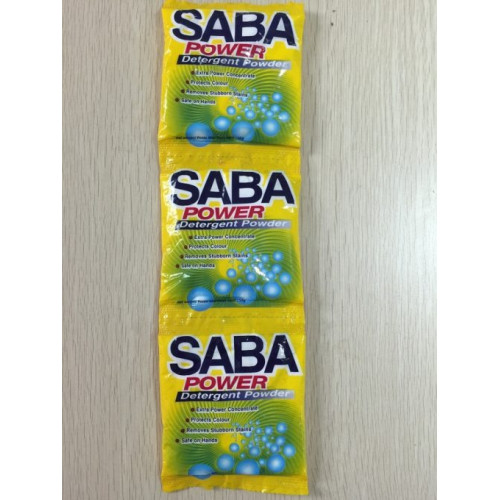 SABA
POWER
Detergent Powder
Extra Power Concentrate
Protects Colour
Removes Stubborn Stains
Safe on Hands
SABA
POWER
Detergent Powder
Extra Power Concentrate
Protects Colour
Removes Stubborn Stains
Safe on Hands
SABA
POWER
Detergent Powder
Extra Power Concentrate
Protects Colour
Removes Stubborn Stains
Safe on Hands